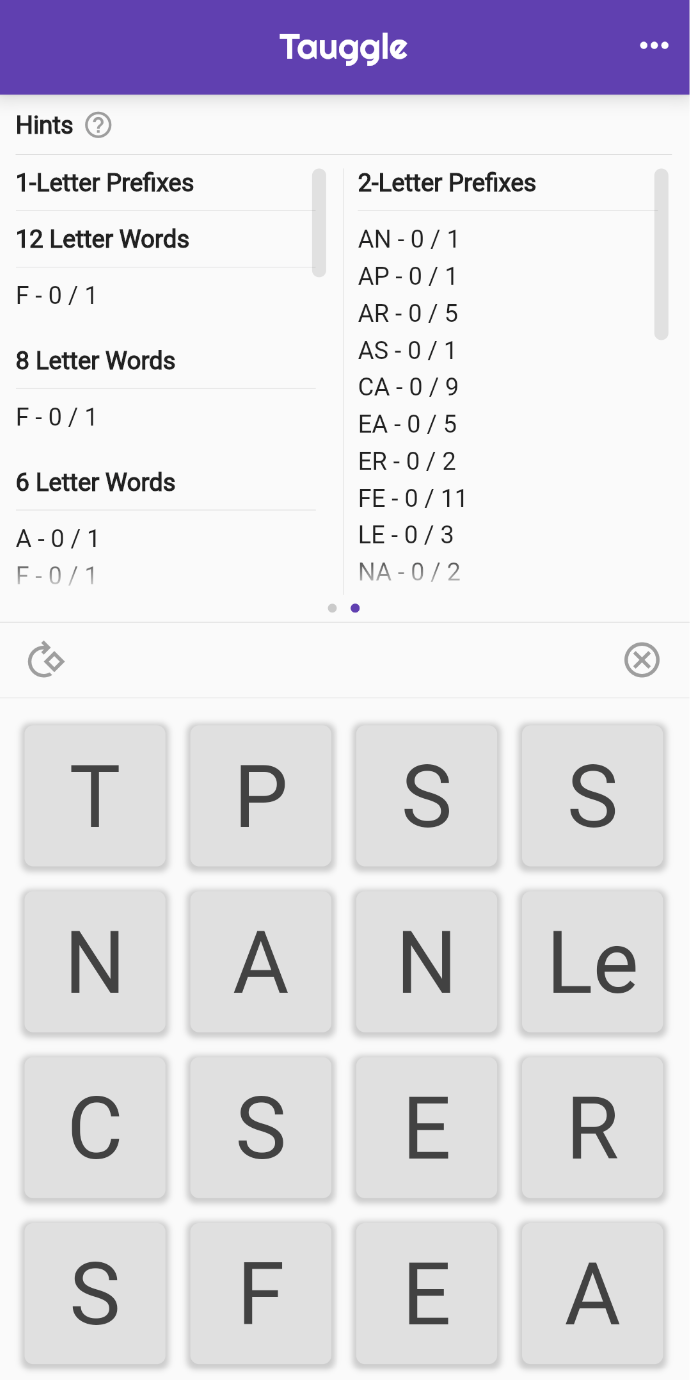 Tauggle
Hints
1-Letter Prefixes
12 Letter Words
F - 0 / 1
8 Letter Words
F - 0 / 1
6 Letter Words
A - 0 / 1
F - 0 / 1
2-Letter Prefixes
AN - 0 / 1
AP - 0 / 1
AR - 0 / 5
AS - 0 / 1
CA - 0 / 9
EA - 0 / 5
ER - 0 / 2
FE - 0 / 11
LE - 0 / 3
NA - 0 / 2
T P S S
N A N Le
C S E R
S F E A